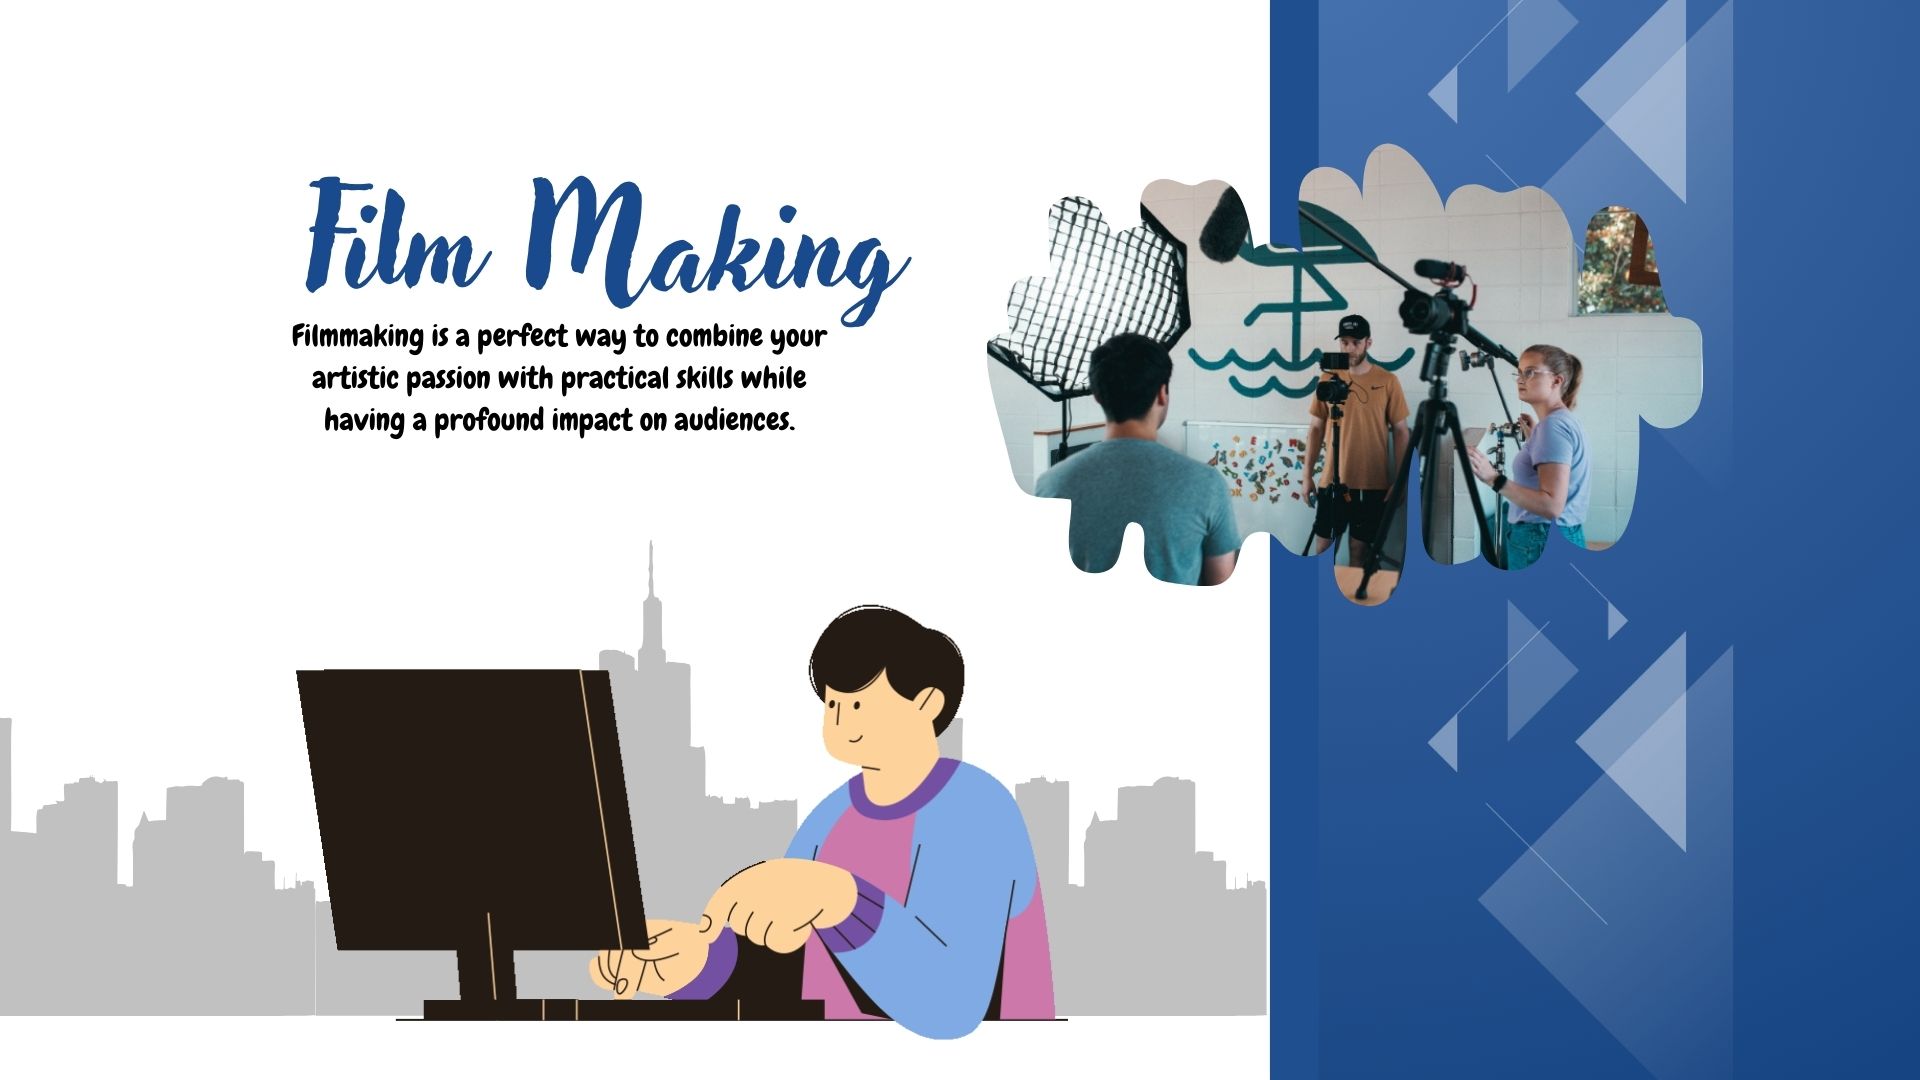 Film Making
Filmmaking is a perfect way to combine your
artistic passion with practical skills while
having a profound impact on audiences.